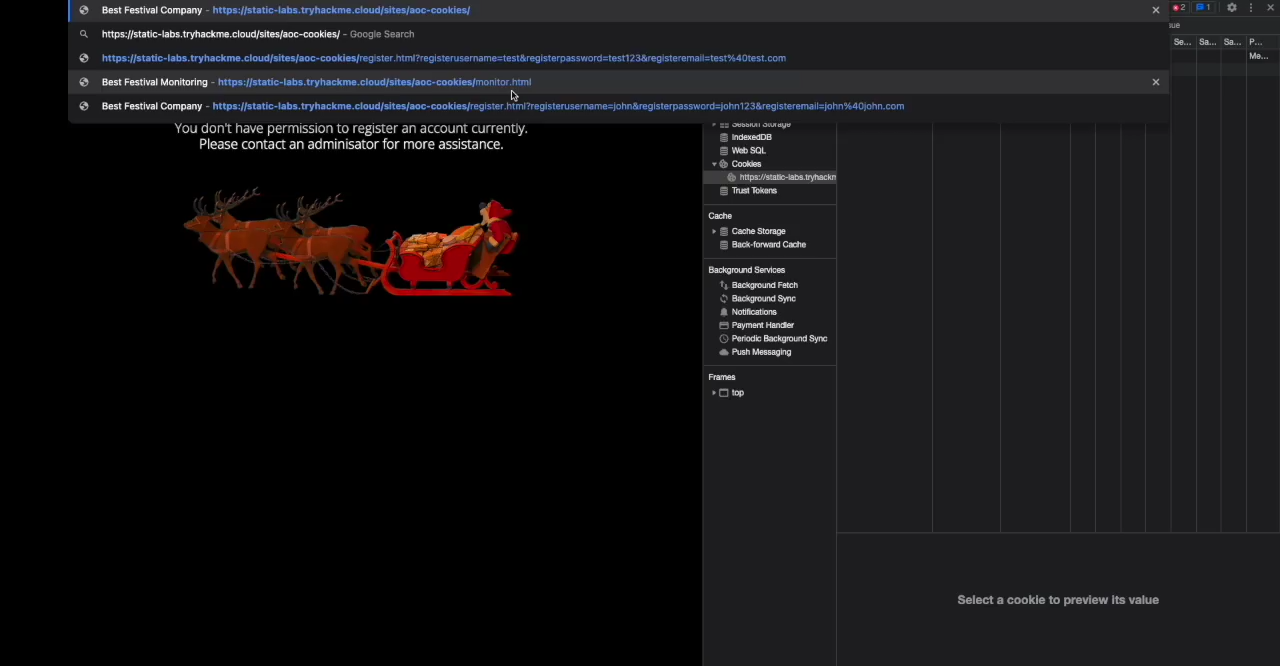 Best Festival Company - https://static-labs.tryhackme.cloud/sites/aoc-cookies/
2
1
https://static-labs.tryhackme.cloud/sites/aoc-cookies/ - Google Search
Se... Sa... Sa... P...
https://static-labs.tryhackme.cloud/sites/aoc-cookies/register.html?registerusername=test&registerpassword=test123&registeremail=test%40test.com
Me...
Best Festival Monitoring - https://static-labs.tryhackme.cloud/sites/aoc-cookies/monitor.html
Best Festival Company - https://static-labs.tryhackme.cloud/sites/aoc-cookies/register.html?registerusername=john&registerpassword=john123&registeremail=john%40john.com
You don't have permission to register an account currently.
Please contact an adminisator for more assistance.
Session Storage
IndexedDB
Web SQL
Cookies
https://static-labs.tryhackm
Trust Tokens
Cache
Cache Storage
Back-forward Cache
Background Services
Background Fetch
Background Sync
Notifications
Payment Handler
Periodic Background Sync
Push Messaging
Frames
top
Select a cookie to preview its value